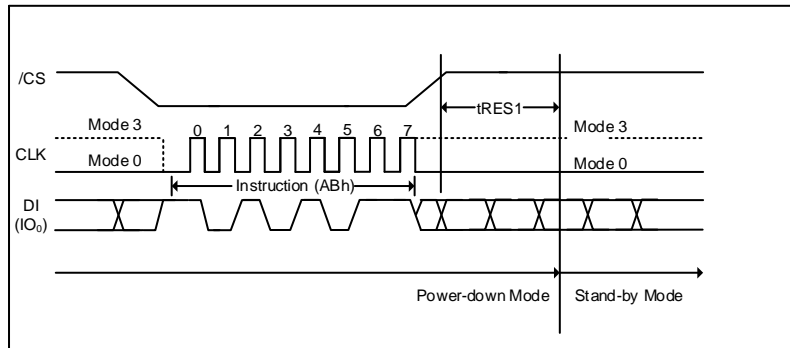 /CS
tRES1
Mode 3
0 1 2 3 4 5 6 7
Mode 3
CLK
Mode 0
Mode 0
Instruction (ABh)
DI
(IO₀)
Power-down Mode
Stand-by Mode